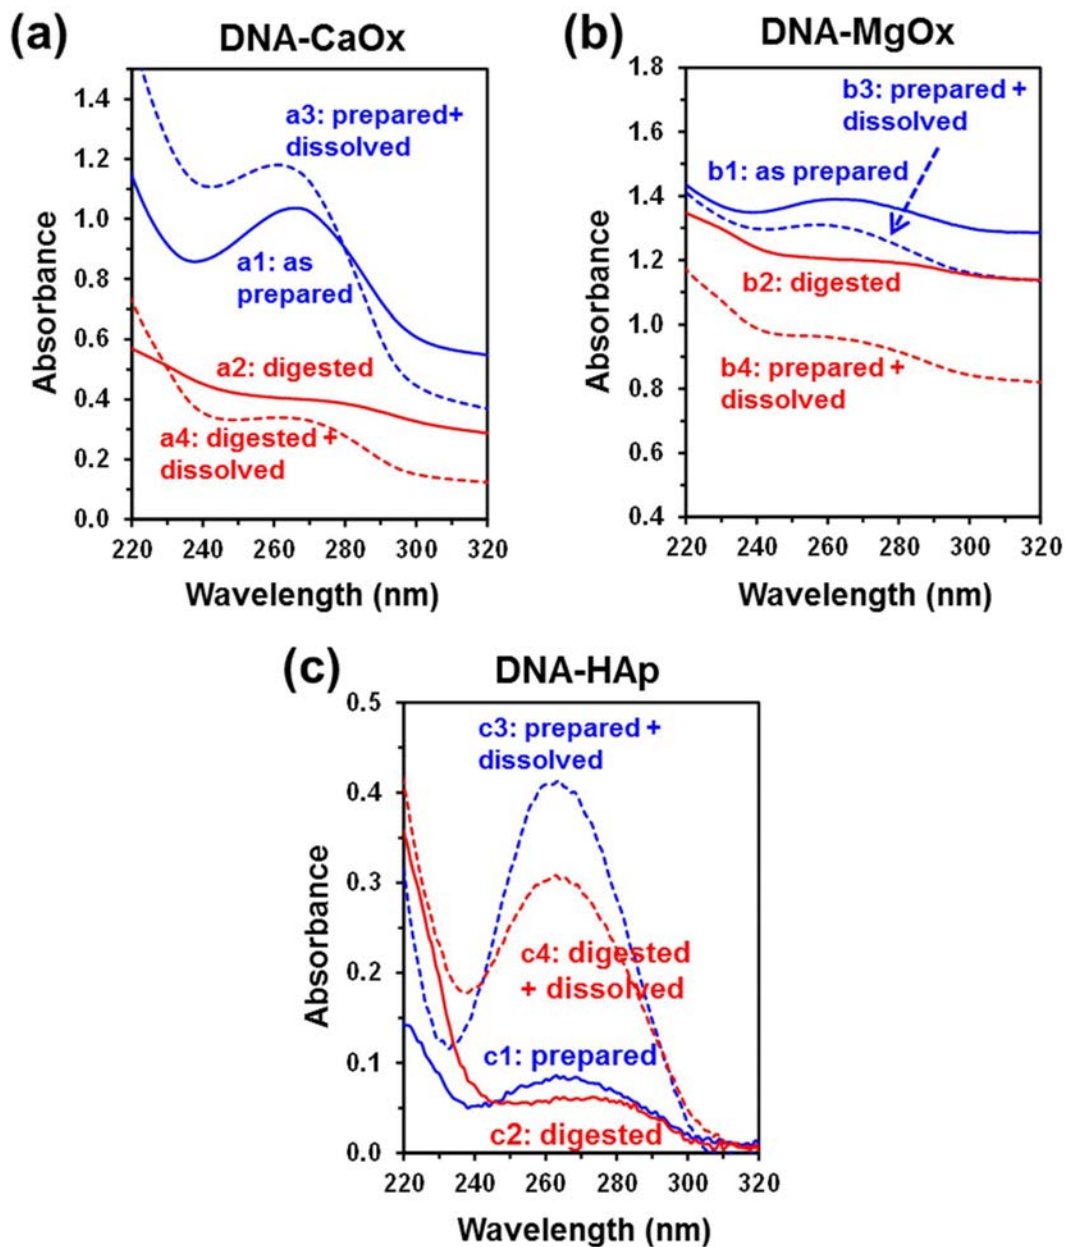 (a)
DNA-CaOx
1.4
1.2
1.0
0.8
0.6
0.4
0.2
0.0
Absorbance
a3: prepared+
dissolved
a1: as
prepared
a2: digested
a4: digested +
dissolved
220 240 260 280 300 320
Wavelength (nm)
(b)
DNA-MgOx
1.8
1.6
1.4
1.2
1.0
0.8
0.6
0.4
Absorbance
b3: prepared +
dissolved
b1: as prepared
b2: digested
b4: prepared +
dissolved
220 240 260 280 300 320
Wavelength (nm)
(c)
DNA-HAp
0.5
0.4
0.3
0.2
0.1
0.0
Absorbance
c3: prepared +
dissolved
c4: digested
+ dissolved
c1: prepared
c2: digested
220 240 260 280 300 320
Wavelength (nm)